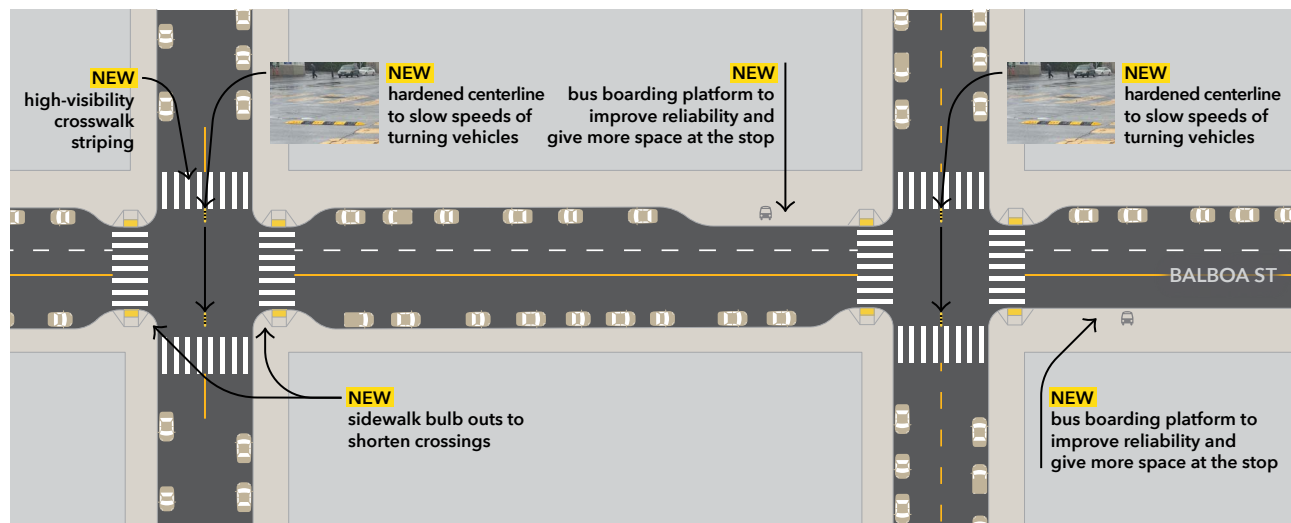 NEW
high-visibility
crosswalk
striping
NEW
hardened centerline
to slow speeds of
turning vehicles
NEW
bus boarding platform to
improve reliability and
give more space at the stop
NEW
hardened centerline
to slow speeds of
turning vehicles
BALBOA ST
NEW
sidewalk bulb outs to
shorten crossings
NEW
bus boarding platform to
improve reliability and
give more space at the stop